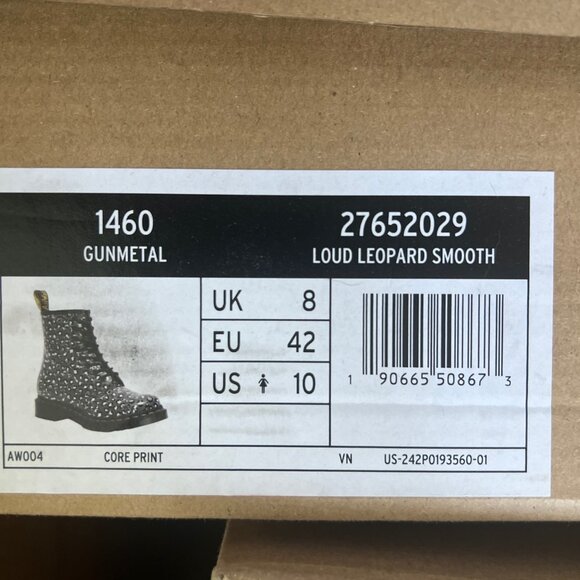 1460 27652029
GUNMETAL LOUD LEOPARD SMOOTH
UK 8
EU 42
US 10
1 90665 50867 3
AW004 CORE PRINT VN US-242P0193560-01